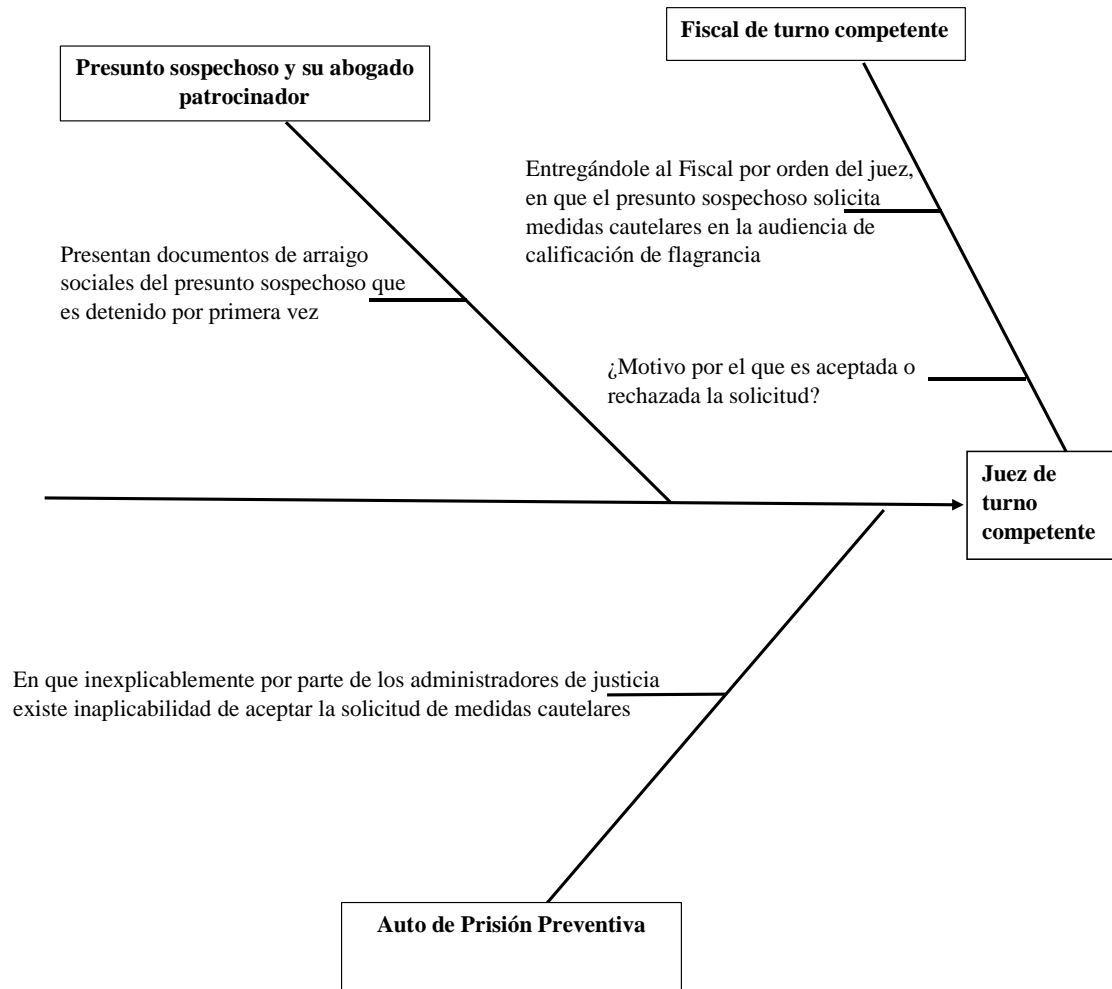 Fiscal de turno competente
Presunto sospechoso y su abogado
patrocinador
Entregándole al Fiscal por orden del juez,
en que el presunto sospechoso solicita
medidas cautelares en la audiencia de
calificación de flagrancia
Presentan documentos de arraigo
sociales del presunto sospechoso que
es detenido por primera vez
¿Motivo por el que es aceptada o
rechazada la solicitud?
Juez de
turno
competente
En que inexplicablemente por parte de los administradores de justicia
existe inaplicabilidad de aceptar la solicitud de medidas cautelares
Auto de Prisión Preventiva